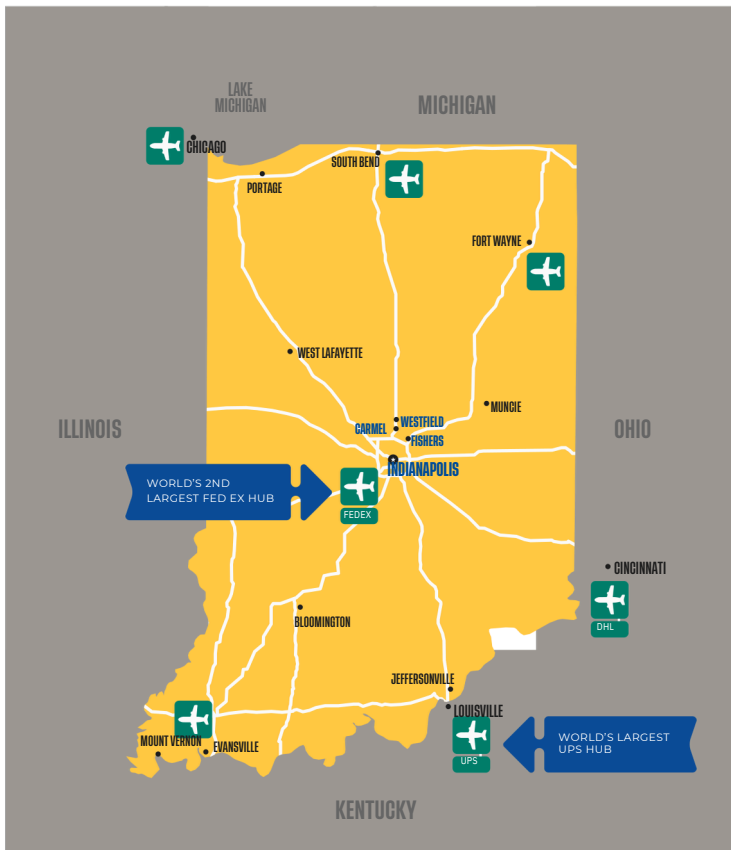 LAKE
MICHIGAN
MICHIGAN
CHICAGO
SOUTH BEND
PORTAGE
FORT WAYNE
WEST LAFAYETTE
MUNCIE
WESTFIELD
CARMEL
FISHERS
ILLINOIS
OHIO
INDIANAPOLIS
WORLD'S 2ND
LARGEST FED EX HUB
FEDEX
CINCINNATI
DHL
BLOOMINGTON
JEFFERSONVILLE
LOUISVILLE
MOUNT VERNON
EVANSVILLE
WORLD'S LARGEST
UPS HUB
UPS
KENTUCKY